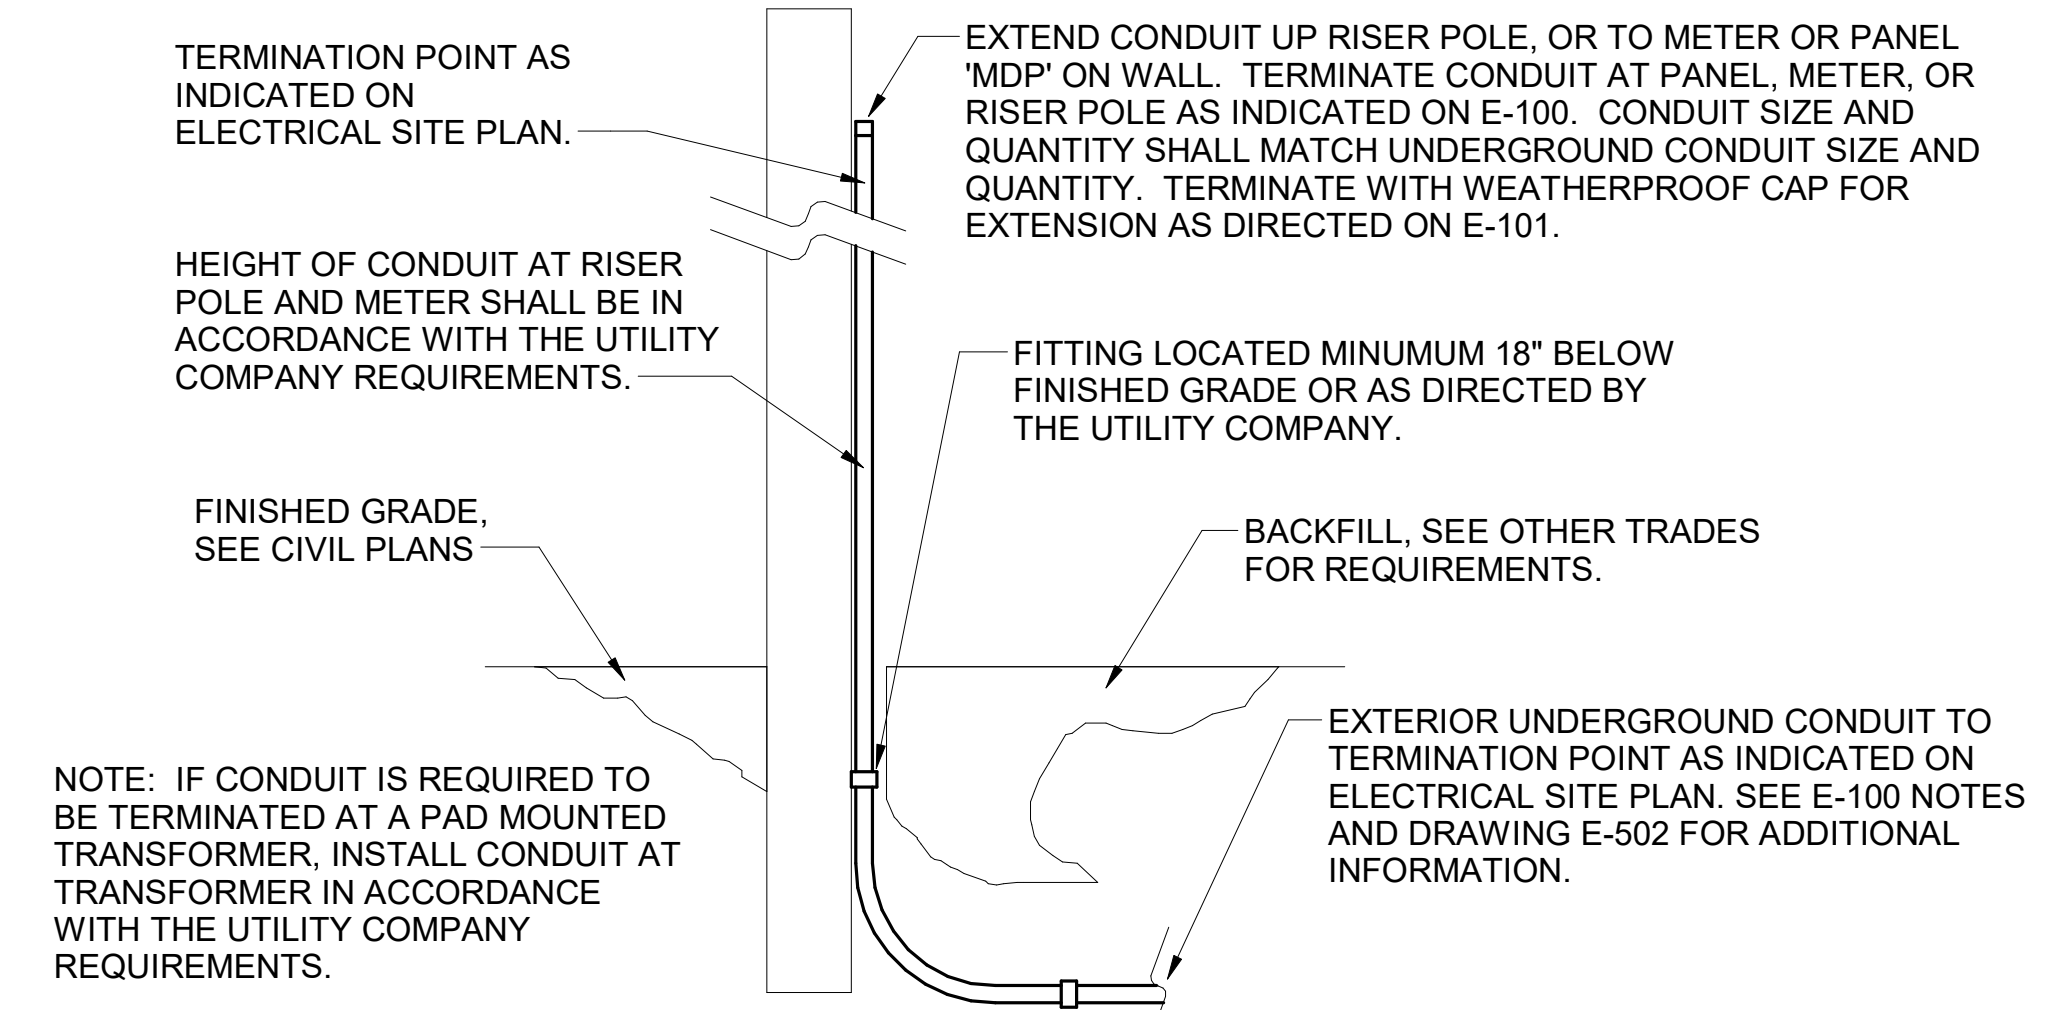 TERMINATION POINT AS
INDICATED ON
ELECTRICAL SITE PLAN.
EXTEND CONDUIT UP RISER POLE, OR TO METER OR PANEL
'MDP' ON WALL. TERMINATE CONDUIT AT PANEL, METER, OR
RISER POLE AS INDICATED ON E-100. CONDUIT SIZE AND
QUANTITY SHALL MATCH UNDERGROUND CONDUIT SIZE AND
QUANTITY. TERMINATE WITH WEATHERPROOF CAP FOR
EXTENSION AS DIRECTED ON E-101.
HEIGHT OF CONDUIT AT RISER
POLE AND METER SHALL BE IN
ACCORDANCE WITH THE UTILITY
COMPANY REQUIREMENTS.
FITTING LOCATED MINUMUM 18" BELOW
FINISHED GRADE OR AS DIRECTED BY
THE UTILITY COMPANY.
FINISHED GRADE,
SEE CIVIL PLANS
BACKFILL, SEE OTHER TRADES
FOR REQUIREMENTS.
EXTERIOR UNDERGROUND CONDUIT TO
TERMINATION POINT AS INDICATED ON
ELECTRICAL SITE PLAN. SEE E-100 NOTES
AND DRAWING E-502 FOR ADDITIONAL
INFORMATION.
NOTE: IF CONDUIT IS REQUIRED TO
BE TERMINATED AT A PAD MOUNTED
TRANSFORMER, INSTALL CONDUIT AT
TRANSFORMER IN ACCORDANCE
WITH THE UTILITY COMPANY
REQUIREMENTS.